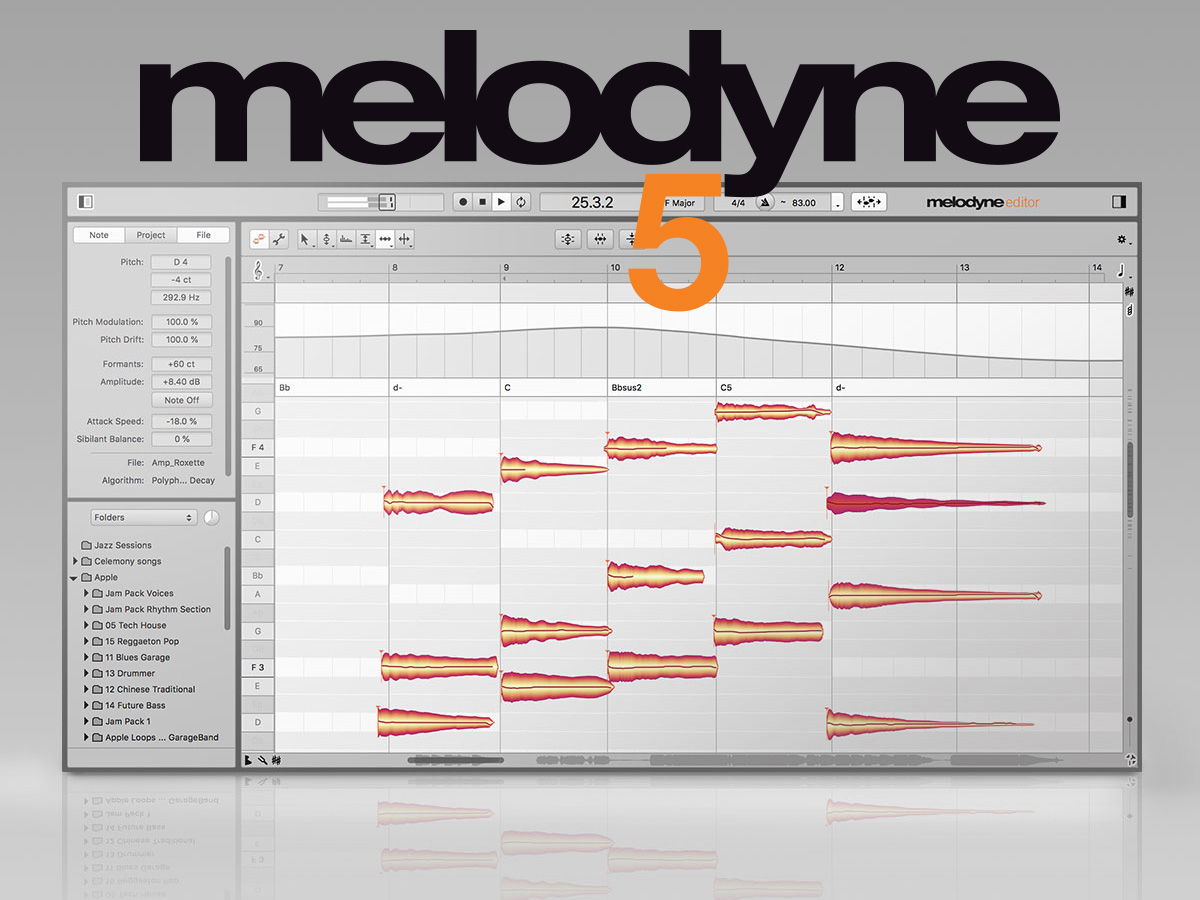 melodyne
5
25.3.2
F Major
4/4
~ 83.00
melodyne editor
Note Project File
Pitch: D 4
-4 ct
292.9 Hz
Pitch Modulation: 100.0 %
Pitch Drift: 100.0 %
Formants: +60 ct
Amplitude: +8.40 dB
Note Off
Attack Speed: -18.0 %
Sibilant Balance: 0 %
File: Amp_Roxette
Algorithm: Polyph... Decay
Folders
Jazz Sessions
Celemony songs
Apple
Jam Pack Voices
Jam Pack Rhythm Section
05 Tech House
15 Reggaeton Pop
11 Blues Garage
13 Drummer
12 Chinese Traditional
14 Future Bass
Jam Pack 1
Apple Loops ... GarageBand
7 8 9 10 12 13 14
90
75
65
Bb d- C Bbsus2 C5 d-
G
F 4
E
D
C
Bb
A
G
F 3
E
D